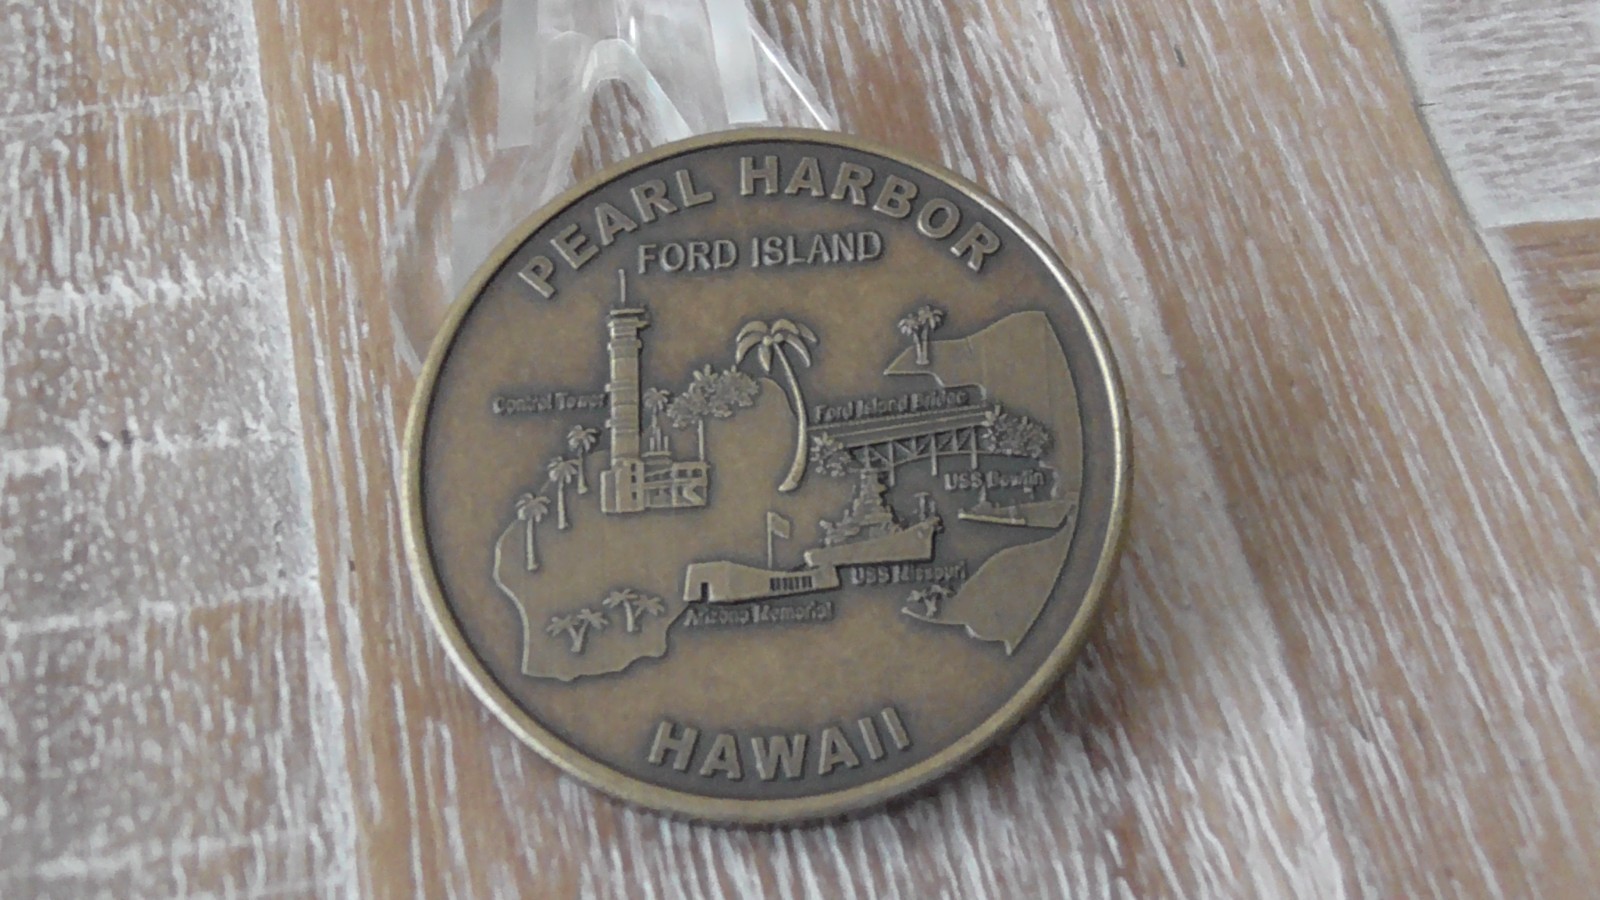 PEARL HARBOR
FORD ISLAND
Control Tower
Ford Island Bridge
USS Bowfin
USS Missouri
Arizona Memorial
HAWAII